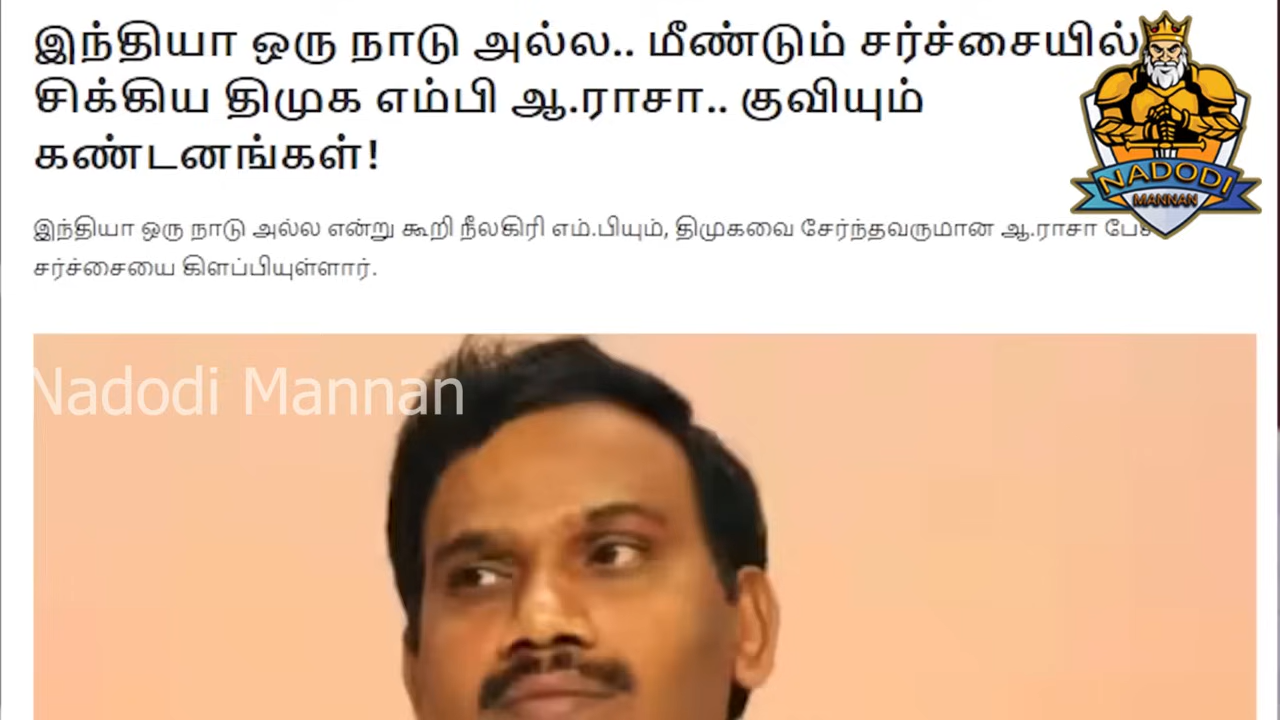 இந்தியா ஒரு நாடு அல்ல.. மீண்டும் சர்ச்சையில்
சிக்கிய திமுக எம்பி ஆ.ராசா.. குவியும்
கண்டனங்கள்!
NADODI
MANNAN
இந்தியா ஒரு நாடு அல்ல என்று கூறி நீலகிரி எம்.பியும், திமுகவை சேர்ந்தவருமான ஆ.ராசா
சர்ச்சையை கிளப்பியுள்ளார்.
Nadodi Mannan